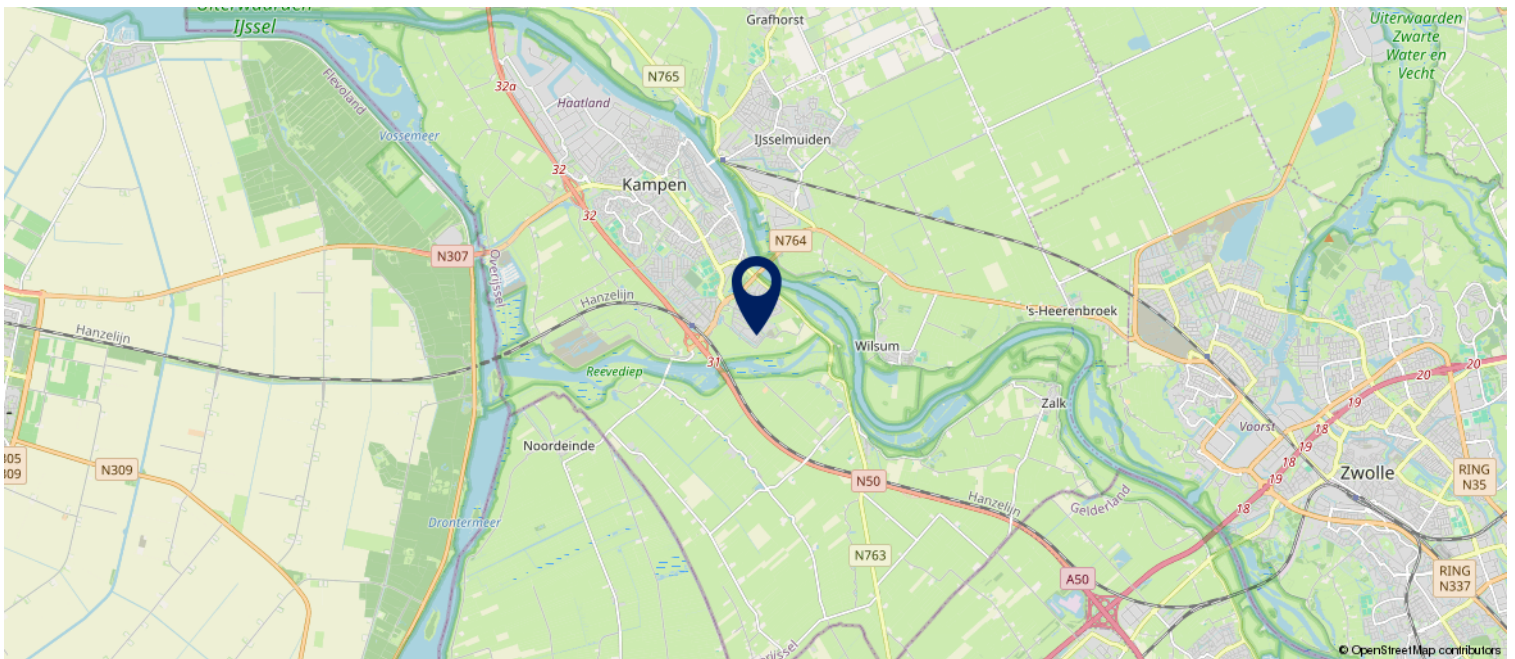 Uiterwaarden
IJssel
Grafhorst
Uiterwaarden
Zwarte
Water en
Vecht
N765
32a
Flevoland
Haatland
Vossemeer
IJsselmuiden
32
Kampen
32
N764
N307
Overijssel
Hanzelijn
Hanzelijn
's-Heerenbroek
Wilsum
31
Reevediep
20
20
19
Zalk
18
Voorst
19
18
Noordeinde
N309
305
309
N50
19
Zwolle
RING
N35
Hanzelijn
Gelderland
18
Drontermeer
N763
A50
RING
N337
Overijssel
© OpenStreetMap contributors